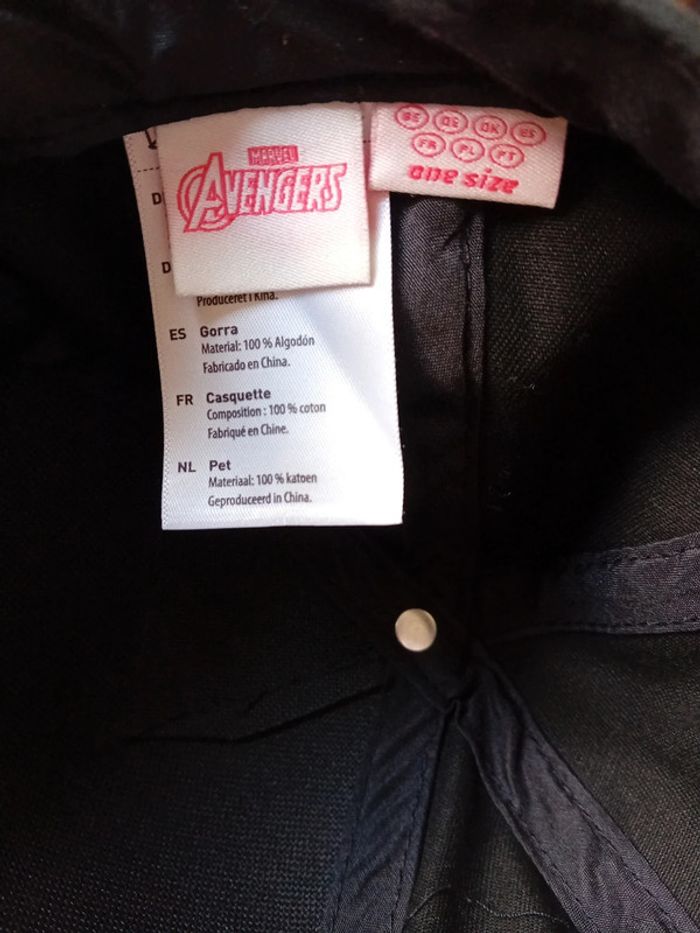 MARVEL
AVENGERS
BE DE DK ES
FR PL PT
one size
D
D
Produceret i Kina.
ES Gorra
Material: 100 % Algodón
Fabricado en China.
FR Casquette
Composition : 100 % coton
Fabriqué en Chine.
NL Pet
Materiaal: 100 % katoen
Geproduceerd in China.